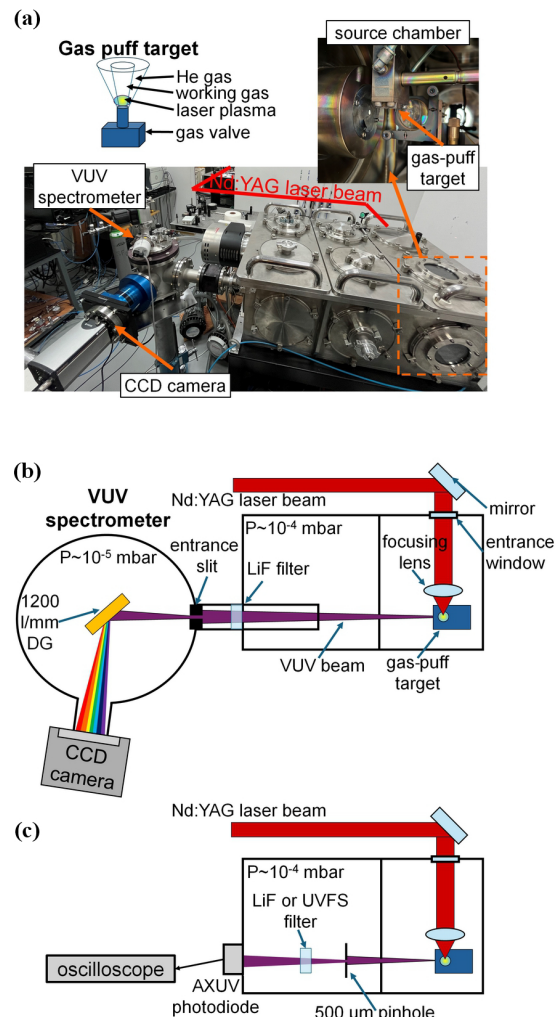 (a)
Gas puff target
He gas
working gas
laser plasma
gas valve
source chamber
gas-puff
target
VUV
spectrometer
Nd:YAG laser beam
CCD camera
(b)
VUV
spectrometer
P~10-5 mbar
1200
l/mm
DG
CCD
camera
entrance
slit
LiF filter
Nd:YAG laser beam
P~10-4 mbar
VUV beam
focusing
lens
mirror
entrance
window
gas-puff
target
(c)
Nd:YAG laser beam
P~10-4 mbar
LiF or UVFS
filter
oscilloscope
AXUV
photodiode
500 um pinhole